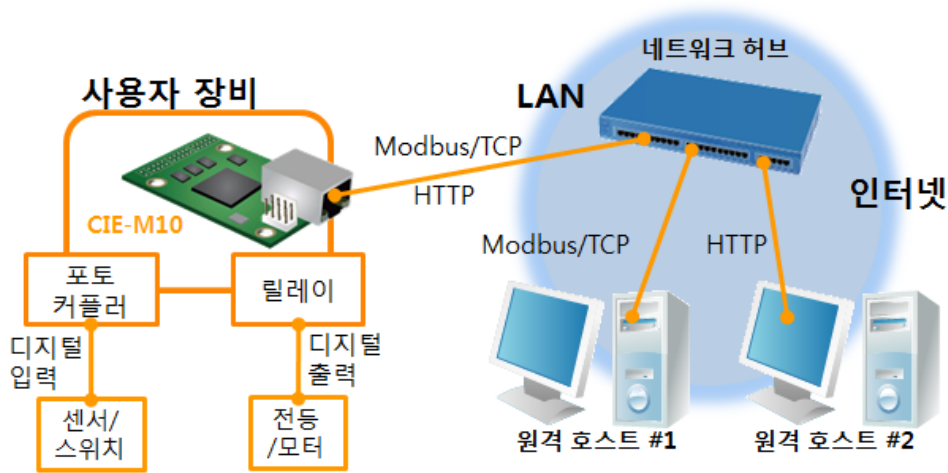 네트워크 허브
사용자 장비
LAN
Modbus/TCP
HTTP
인터넷
CIE-M10
Modbus/TCP
HTTP
포토
커플러
릴레이
디지털
입력
디지털
출력
센서/
스위치
전등
/모터
원격 호스트 #1
원격 호스트 #2